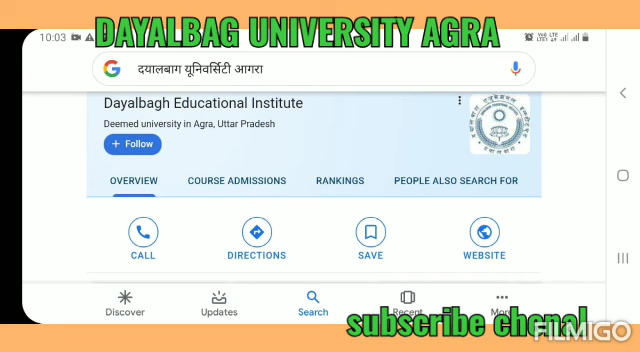 DAYALBAG UNIVERSITY AGRA
10:03
दयालबाग यूनिवर्सिटी आगरा
Dayalbagh Educational Institute
Deemed university in Agra, Uttar Pradesh
+ Follow
OVERVIEW COURSE ADMISSIONS RANKINGS PEOPLE ALSO SEARCH FOR
CALL DIRECTIONS SAVE WEBSITE
Discover Updates Search Recent More
subscribe chenal
FILMIGO